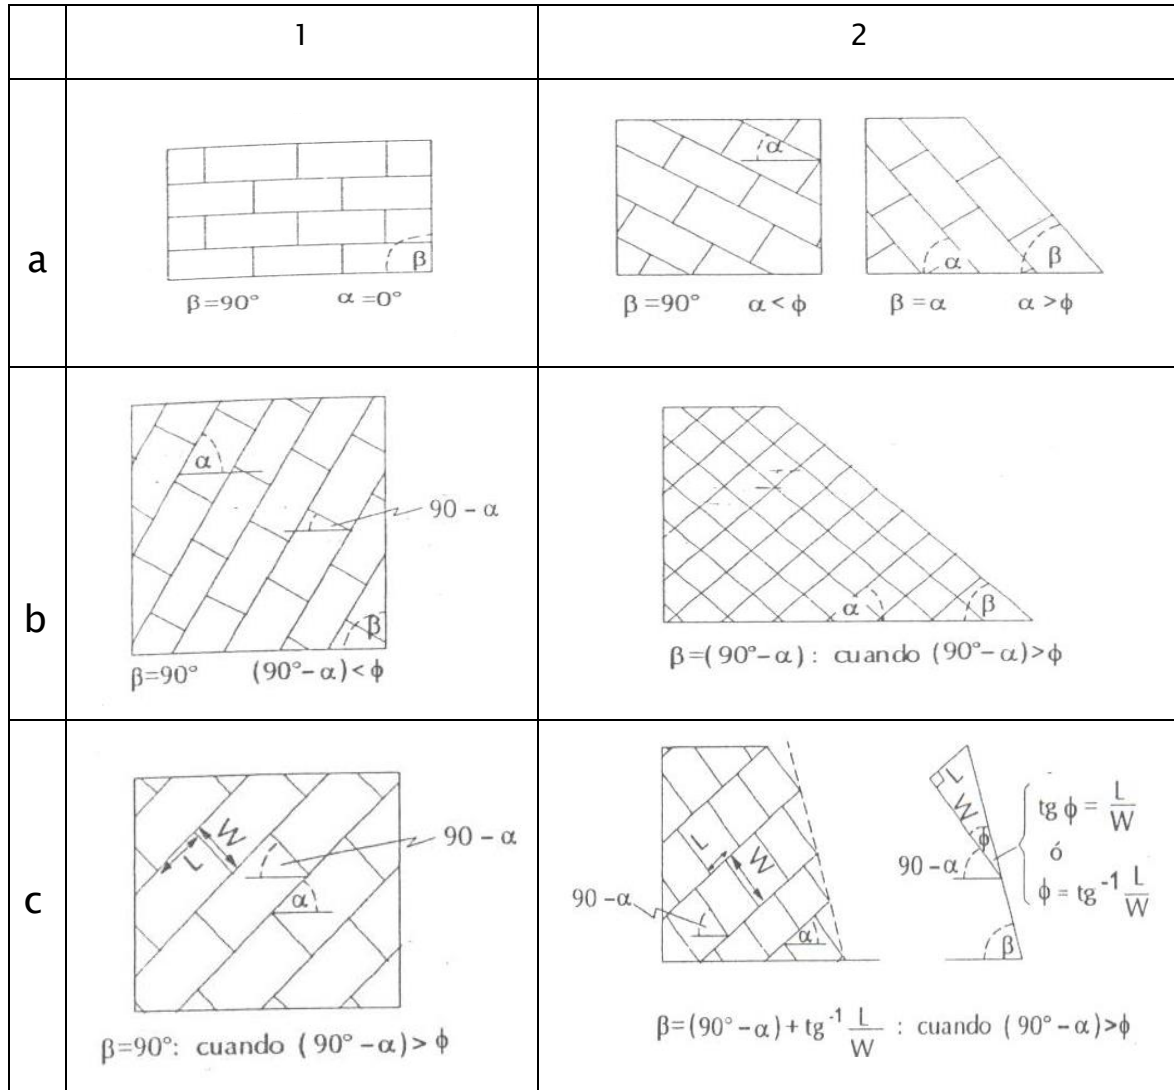 1
2
a
β
β=90° α=0°
α
β=90° α<ϕ
α
β
β=α α>ϕ
b
α
90-α
β
β=90° (90°-α)<ϕ
α
β
β=(90°-α) : cuando (90°-α)>ϕ
c
W
L
90-α
α
β=90°: cuando (90°-α)>ϕ
L
W
90-α
α
L
W
ϕ
90-α
β
tg ϕ = L/W
ó
ϕ = tg⁻¹ L/W
β=(90°-α)+tg⁻¹ L/W : cuando (90°-α)>ϕ